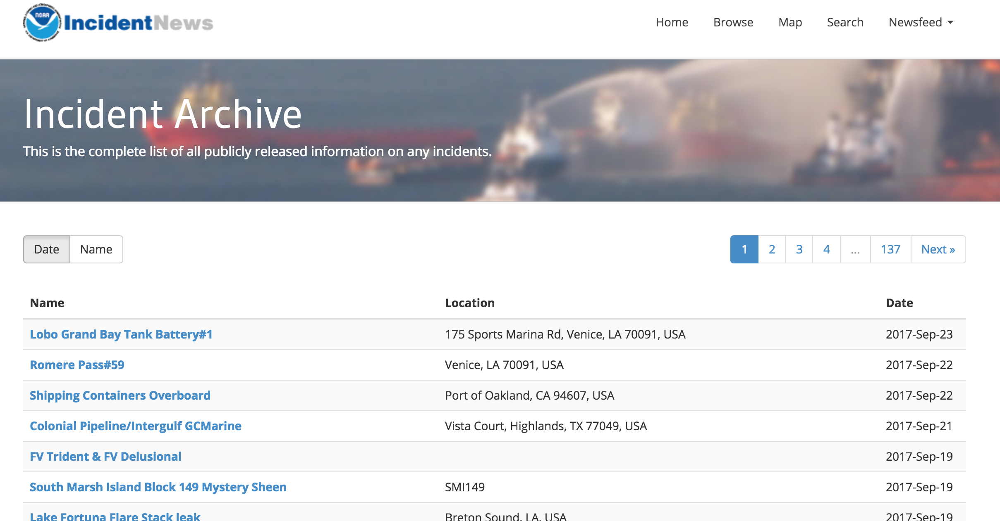 NOAA IncidentNews
Home Browse Map Search Newsfeed
Incident Archive
This is the complete list of all publicly released information on any incidents.
Date Name
1 2 3 4 ... 137 Next »
Name Location Date
Lobo Grand Bay Tank Battery#1 175 Sports Marina Rd, Venice, LA 70091, USA 2017-Sep-23
Romere Pass#59 Venice, LA 70091, USA 2017-Sep-22
Shipping Containers Overboard Port of Oakland, CA 94607, USA 2017-Sep-22
Colonial Pipeline/Intergulf GCMarine Vista Court, Highlands, TX 77049, USA 2017-Sep-21
FV Trident & FV Delusional 2017-Sep-19
South Marsh Island Block 149 Mystery Sheen SMI149 2017-Sep-19
Lake Fortuna Flare Stack leak Breton Sound, LA, USA 2017-Sep-19